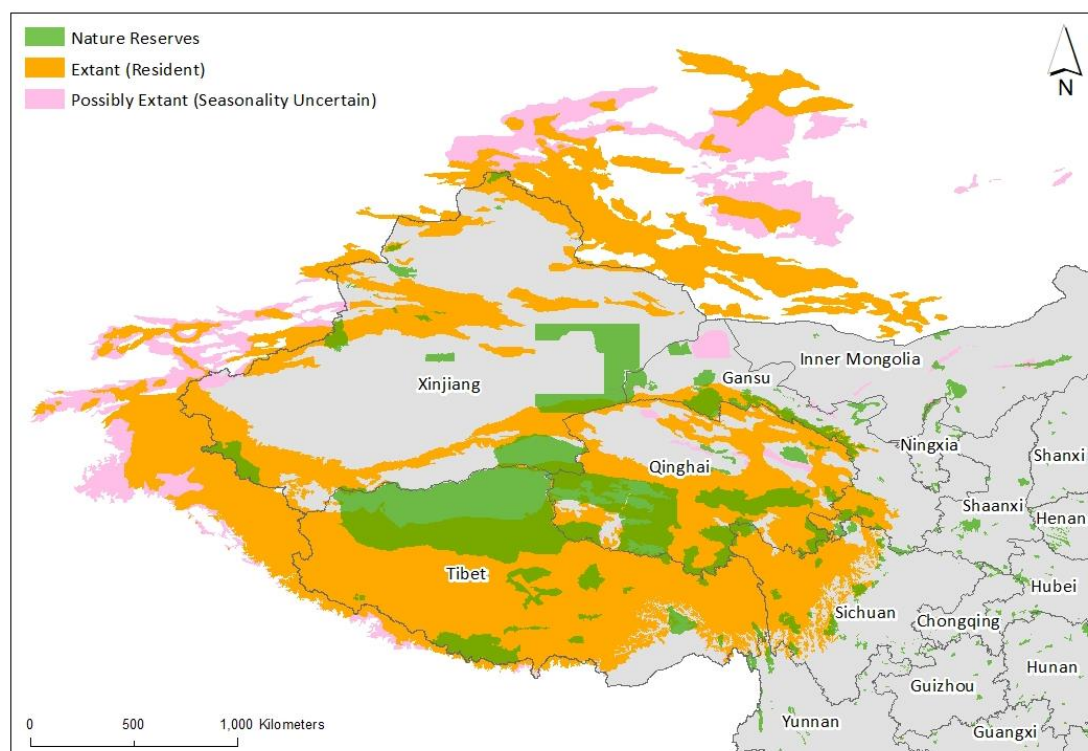 Nature Reserves
Extant (Resident)
Possibly Extant (Seasonality Uncertain)
N
Inner Mongolia
Xinjiang
Gansu
Ningxia
Qinghai
Shanxi
Shaanxi
Henan
Tibet
Hubei
Sichuan
Chongqing
Hunan
Guizhou
Yunnan
Guangxi
0 500 1,000 Kilometers